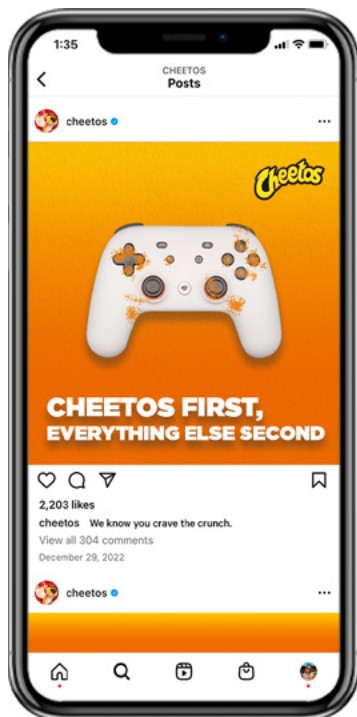 1:35
CHEETOS
Posts
cheetos
Cheetos
CHEETOS FIRST,
EVERYTHING ELSE SECOND
2,203 likes
cheetos We know you crave the crunch.
View all 304 comments
December 29, 2022
cheetos